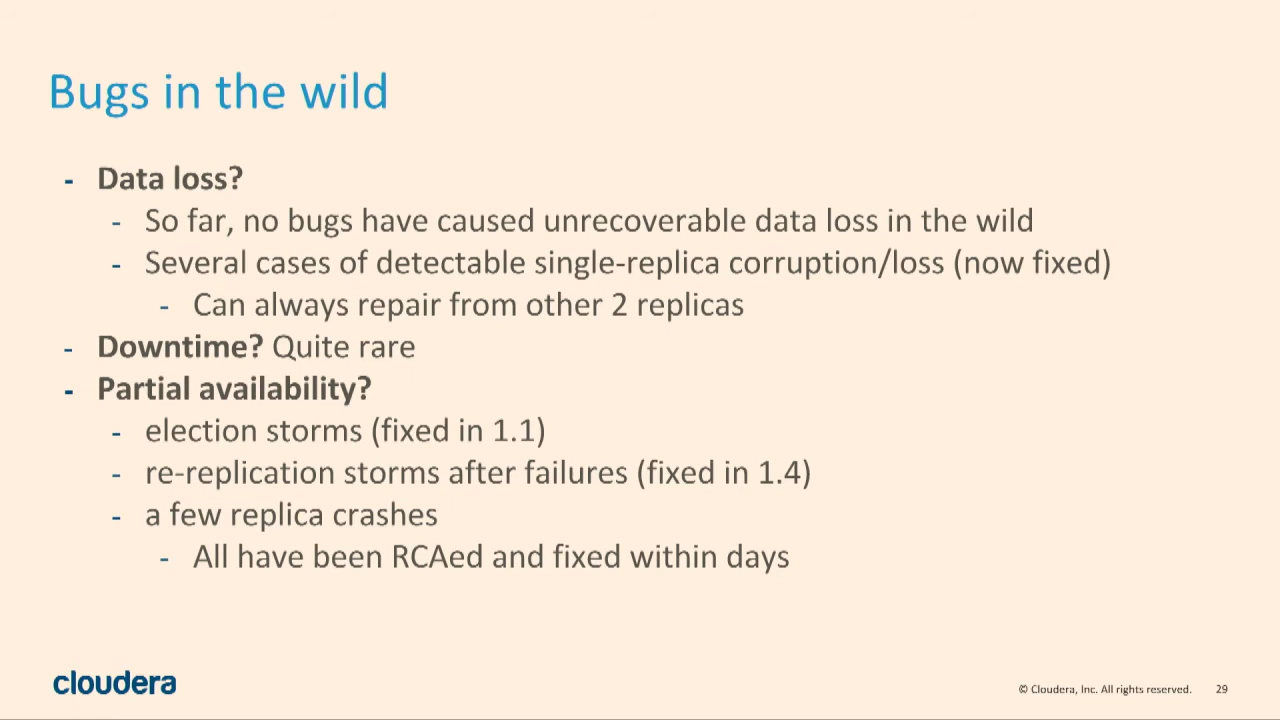 Bugs in the wild
- Data loss?
- So far, no bugs have caused unrecoverable data loss in the wild
- Several cases of detectable single-replica corruption/loss (now fixed)
- Can always repair from other 2 replicas
- Downtime? Quite rare
- Partial availability?
- election storms (fixed in 1.1)
- re-replication storms after failures (fixed in 1.4)
- a few replica crashes
- All have been RCAed and fixed within days
cloudera
© Cloudera, Inc. All rights reserved. 29